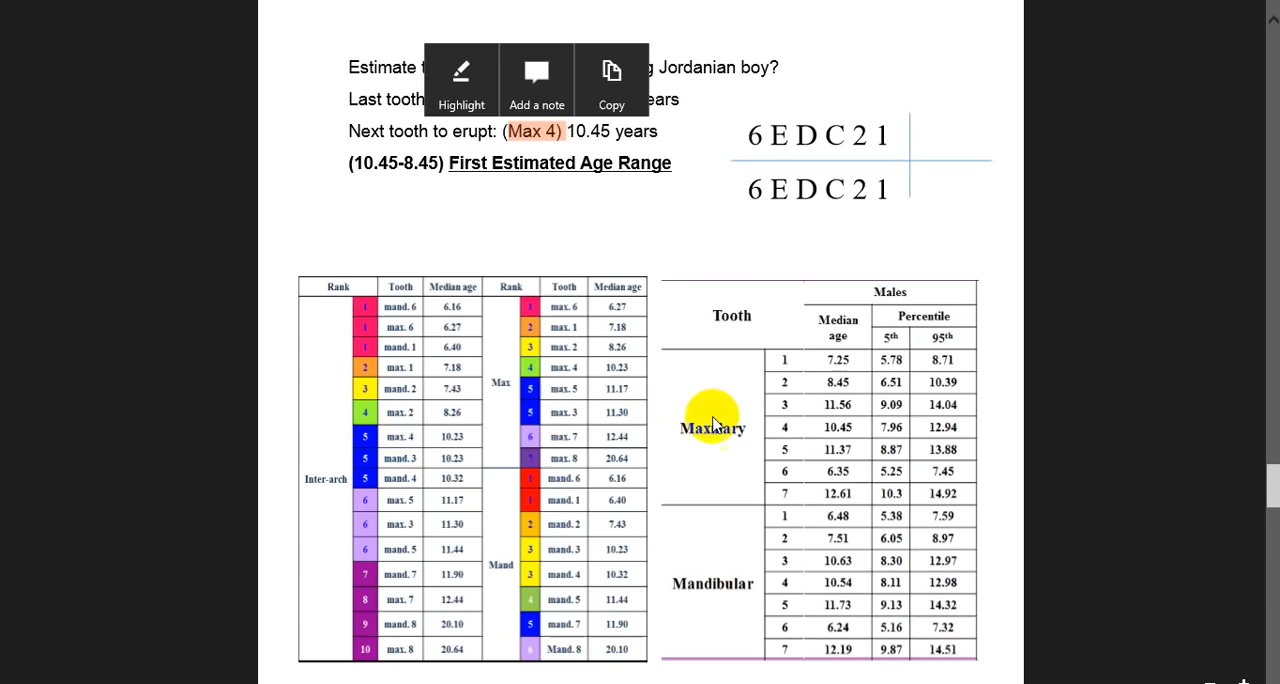 Estimate t
g Jordanian boy?
Highlight
Add a note
Copy
Last tooth
ears
Next tooth to erupt: (Max 4) 10.45 years
(10.45-8.45) First Estimated Age Range
6 E D C 2 1
6 E D C 2 1
Rank Tooth Median age Rank Tooth Median age
Inter-arch
Max
Mand
1 mand. 6 6.16 1 max. 6 6.27
1 max. 6 6.27 2 max. 1 7.18
1 mand. 1 6.40 3 max. 2 8.26
2 max. 1 7.18 4 max. 4 10.23
3 mand. 2 7.43 5 max. 5 11.17
4 max. 2 8.26 5 max. 3 11.30
5 max. 4 10.23 6 max. 7 12.44
5 mand. 3 10.23 7 max. 8 20.64
5 mand. 4 10.32 1 mand. 6 6.16
6 max. 5 11.17 1 mand. 1 6.40
6 max. 3 11.30 2 mand. 2 7.43
6 mand. 5 11.44 3 mand. 3 10.23
7 mand. 7 11.90 3 mand. 4 10.32
8 max. 7 12.44 4 mand. 5 11.44
9 mand. 8 20.10 5 mand. 7 11.90
10 max. 8 20.64 6 Mand. 8 20.10
Tooth
Males
Median age
Percentile
5th 95th
Maxillary
1 7.25 5.78 8.71
2 8.45 6.51 10.39
3 11.56 9.09 14.04
4 10.45 7.96 12.94
5 11.37 8.87 13.88
6 6.35 5.25 7.45
7 12.61 10.3 14.92
Mandibular
1 6.48 5.38 7.59
2 7.51 6.05 8.97
3 10.63 8.30 12.97
4 10.54 8.11 12.98
5 11.73 9.13 14.32
6 6.24 5.16 7.32
7 12.19 9.87 14.51